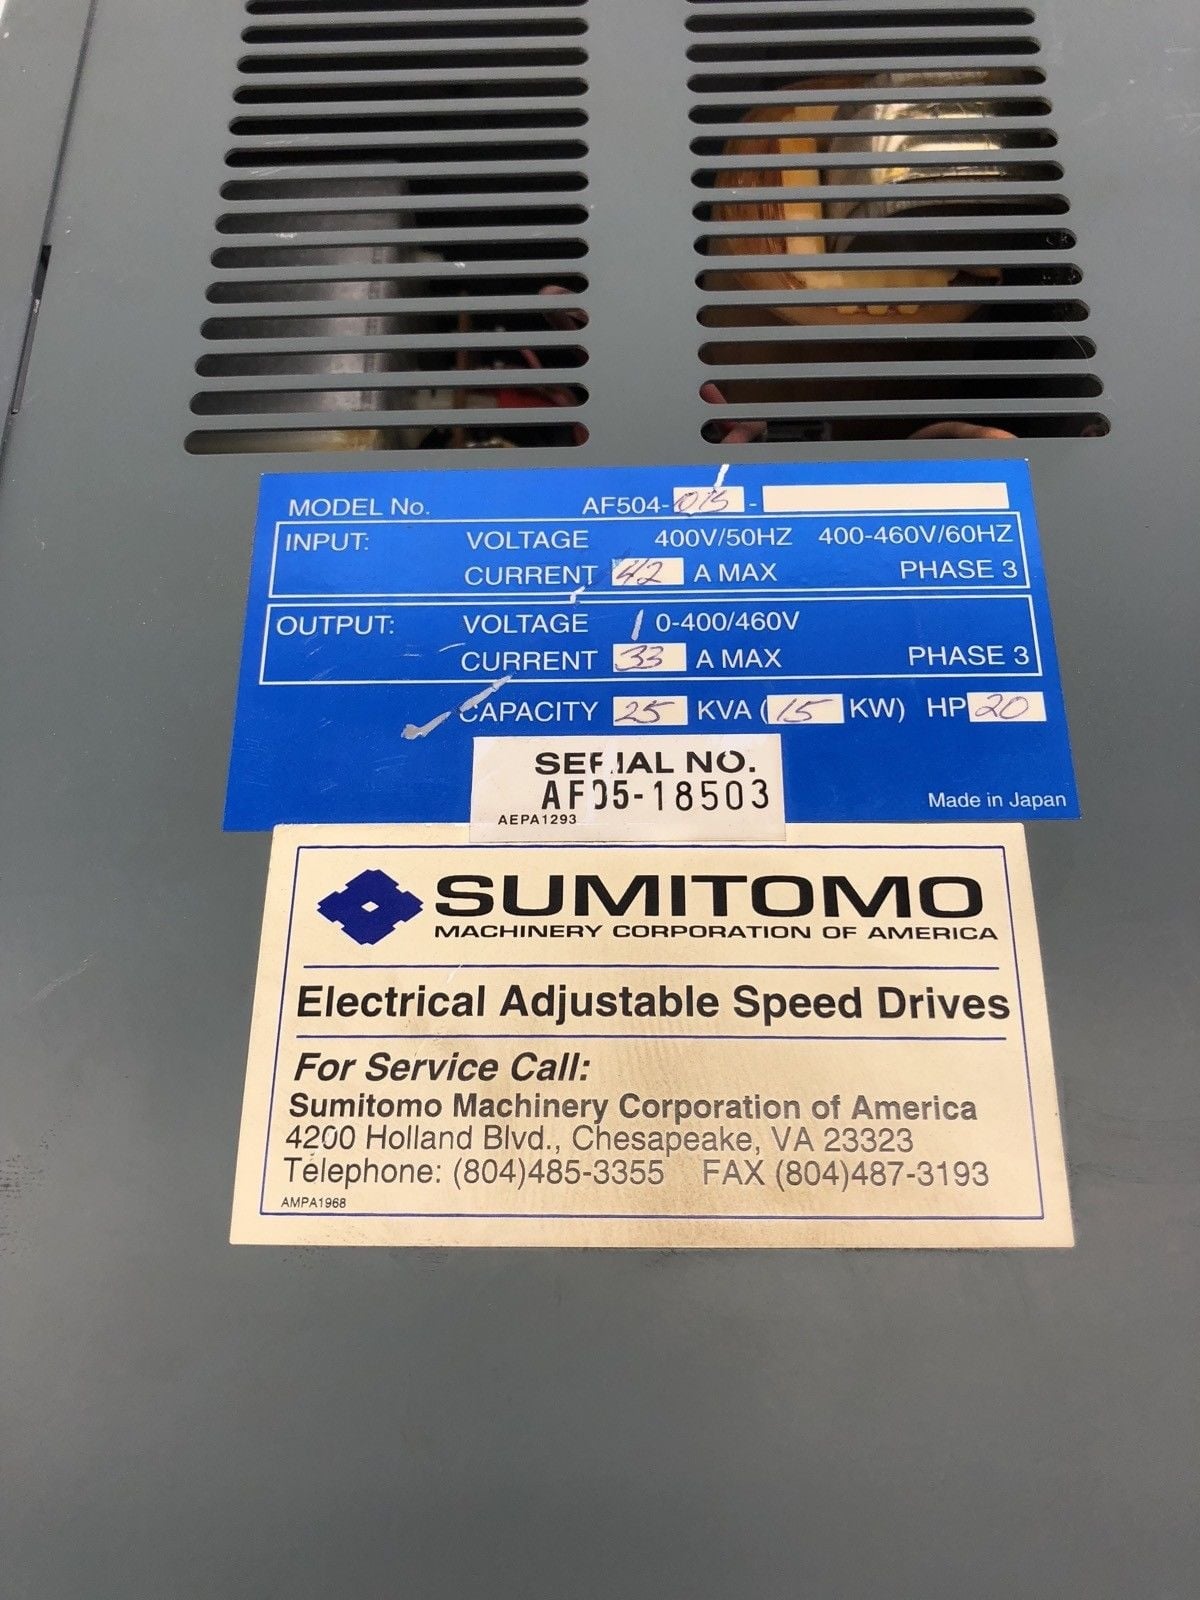 MODEL No. AF504-015-
INPUT: VOLTAGE 400V/50HZ 400-460V/60HZ
CURRENT 42 A MAX PHASE 3
OUTPUT: VOLTAGE 0-400/460V
CURRENT 33 A MAX PHASE 3
CAPACITY 25 KVA (15 KW) HP 20
SERIAL NO.
AF05-18503
AEPA1293
Made in Japan
SUMITOMO
MACHINERY CORPORATION OF AMERICA
Electrical Adjustable Speed Drives
For Service Call:
Sumitomo Machinery Corporation of America
4200 Holland Blvd., Chesapeake, VA 23323
Telephone: (804)485-3355 FAX (804)487-3193
AMPA1968